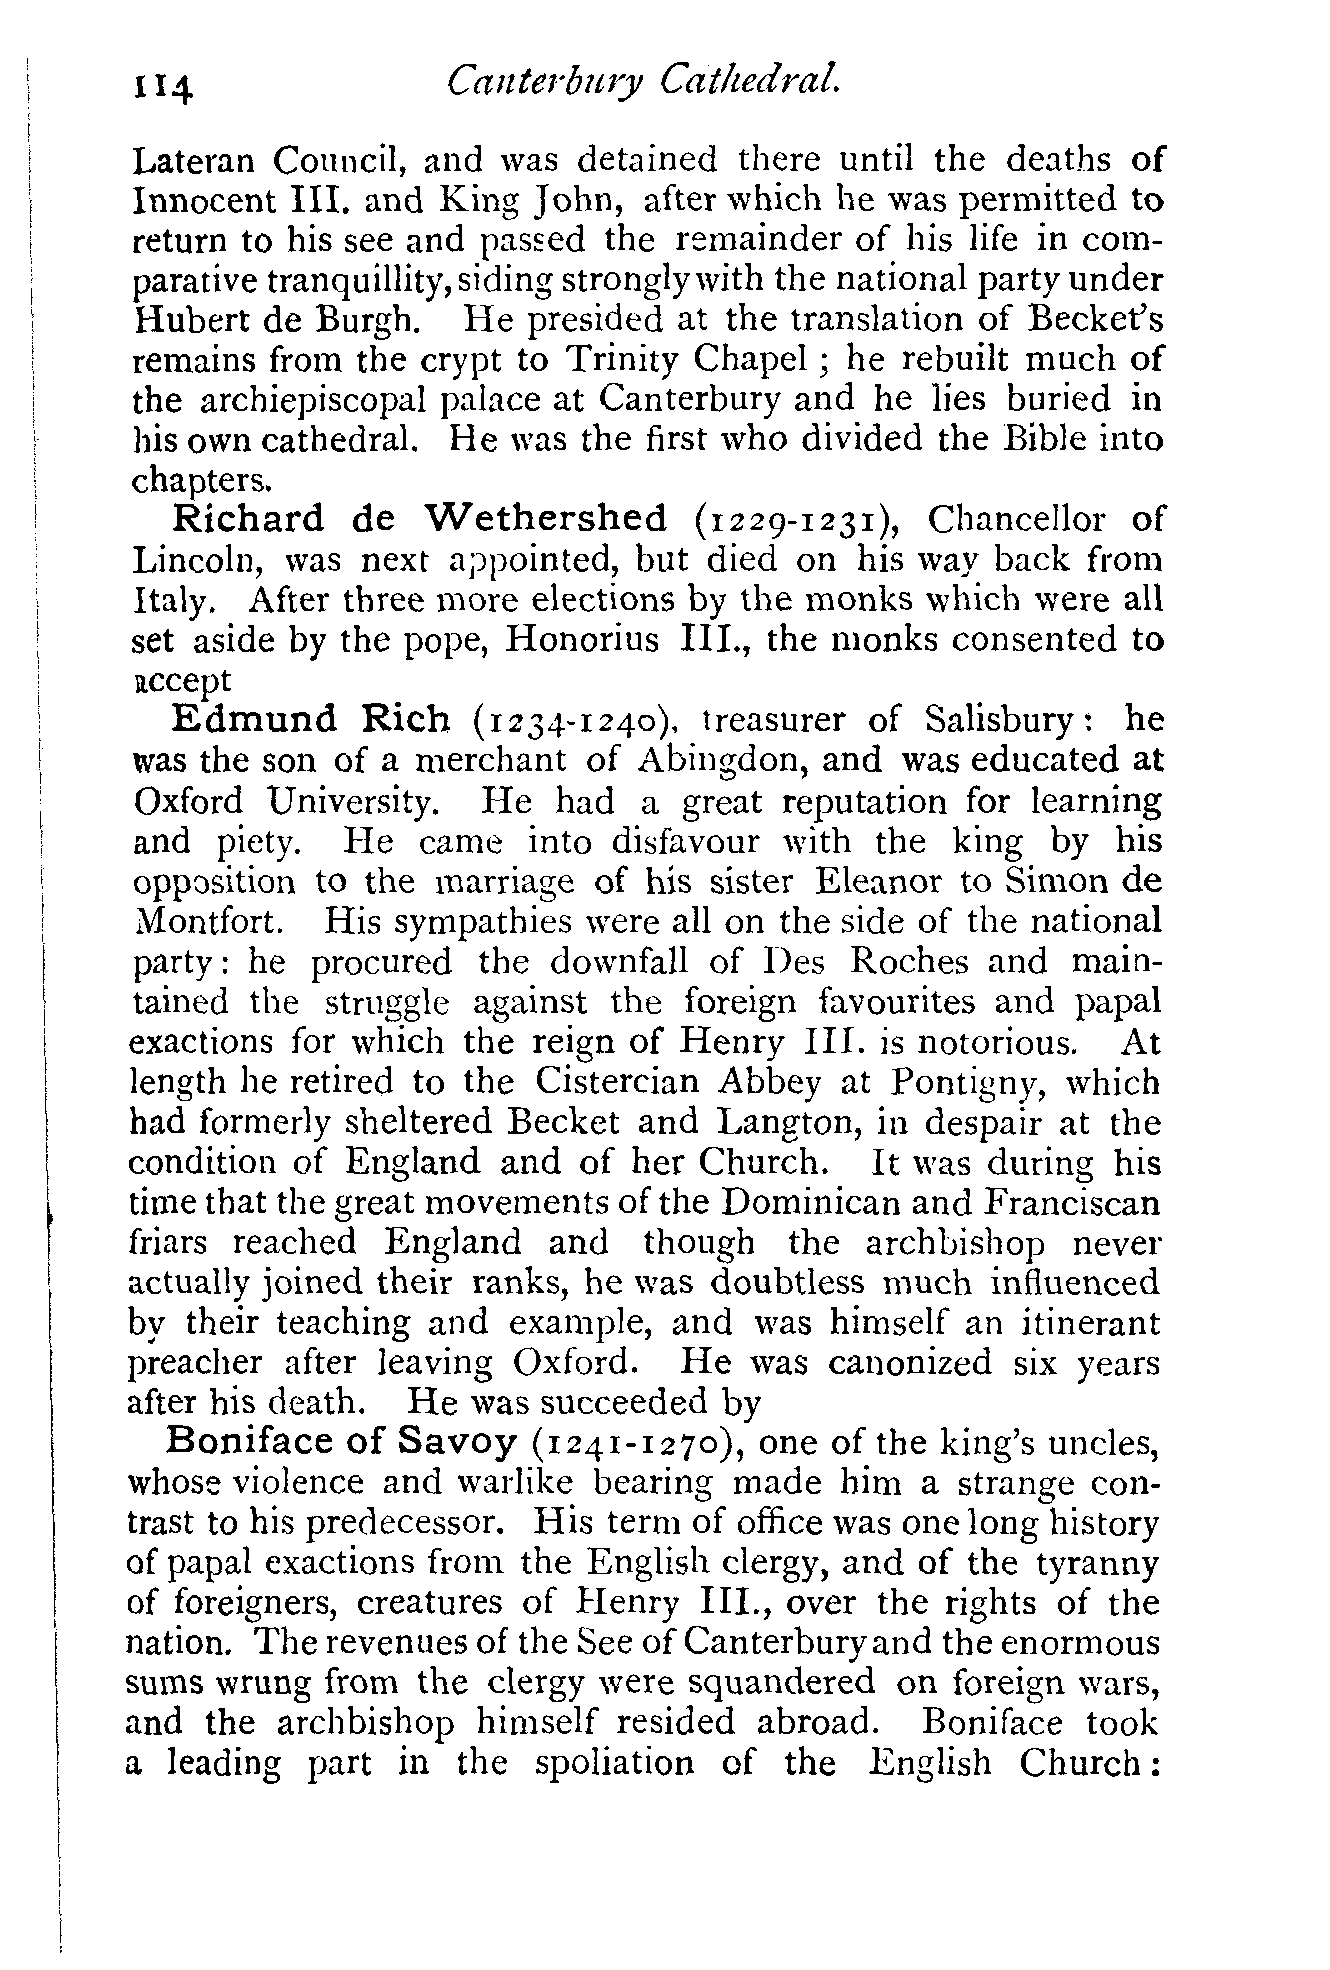 114 Canterbury Cathedral.
Lateran Council, and was detained there until the deaths of
Innocent III. and King John, after which he was permitted to
return to his see and passed the remainder of his life in com-
parative tranquillity, siding strongly with the national party under
Hubert de Burgh. He presided at the translation of Becket's
remains from the crypt to Trinity Chapel ; he rebuilt much of
the archiepiscopal palace at Canterbury and he lies buried in
his own cathedral. He was the first who divided the Bible into
chapters.
Richard de Wethershed (1229-1231), Chancellor of
Lincoln, was next appointed, but died on his way back from
Italy. After three more elections by the monks which were all
set aside by the pope, Honorius III., the monks consented to
accept
Edmund Rich (1234-1240), treasurer of Salisbury : he
was the son of a merchant of Abingdon, and was educated at
Oxford University. He had a great reputation for learning
and piety. He came into disfavour with the king by his
opposition to the marriage of his sister Eleanor to Simon de
Montfort. His sympathies were all on the side of the national
party : he procured the downfall of Des Roches and main-
tained the struggle against the foreign favourites and papal
exactions for which the reign of Henry III. is notorious. At
length he retired to the Cistercian Abbey at Pontigny, which
had formerly sheltered Becket and Langton, in despair at the
condition of England and of her Church. It was during his
time that the great movements of the Dominican and Franciscan
friars reached England and though the archbishop never
actually joined their ranks, he was doubtless much influenced
by their teaching and example, and was himself an itinerant
preacher after leaving Oxford. He was canonized six years
after his death. He was succeeded by
Boniface of Savoy (1241-1270), one of the king's uncles,
whose violence and warlike bearing made him a strange con-
trast to his predecessor. His term of office was one long history
of papal exactions from the English clergy, and of the tyranny
of foreigners, creatures of Henry III., over the rights of the
nation. The revenues of the See of Canterbury and the enormous
sums wrung from the clergy were squandered on foreign wars,
and the archbishop himself resided abroad. Boniface took
a leading part in the spoliation of the English Church :